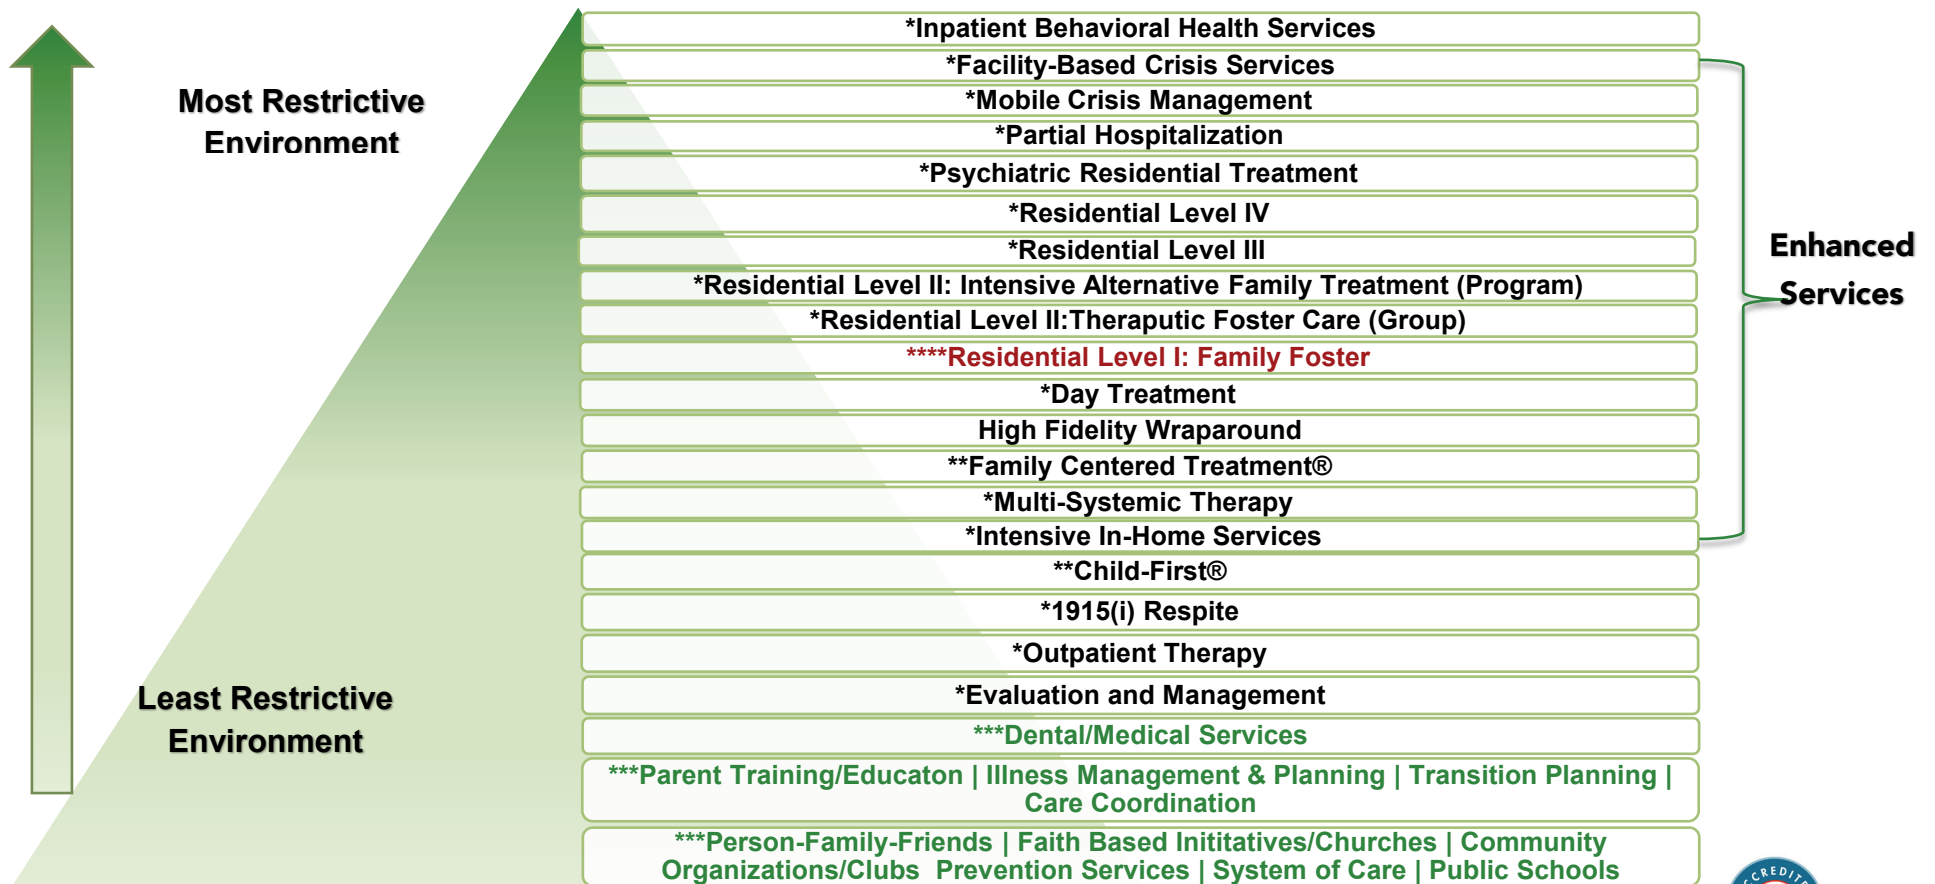 Most Restrictive
Environment
*Inpatient Behavioral Health Services
*Facility-Based Crisis Services
*Mobile Crisis Management
*Partial Hospitalization
*Psychiatric Residential Treatment
*Residential Level IV
*Residential Level III
*Residential Level II: Intensive Alternative Family Treatment (Program)
*Residential Level II:Theraputic Foster Care (Group)
****Residential Level I: Family Foster
*Day Treatment
High Fidelity Wraparound
**Family Centered Treatment®
*Multi-Systemic Therapy
*Intensive In-Home Services
**Child-First®
*1915(i) Respite
*Outpatient Therapy
*Evaluation and Management
***Dental/Medical Services
***Parent Training/Educaton | Illness Management & Planning | Transition Planning |
Care Coordination
***Person-Family-Friends | Faith Based Inititatives/Churches | Community
Organizations/Clubs  Prevention Services | System of Care | Public Schools
Enhanced
Services
Least Restrictive
Environment